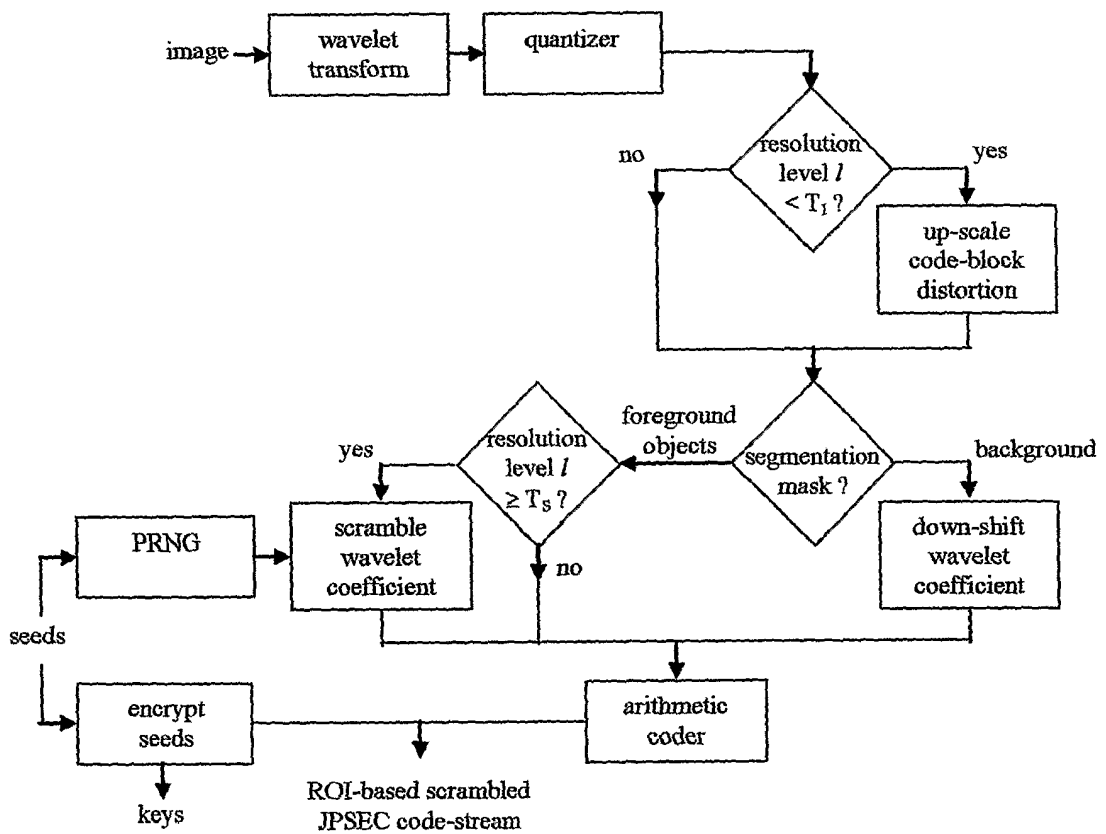 image
wavelet
transform
quantizer
no
resolution
level l
< T_I ?
yes
up-scale
code-block
distortion
yes
resolution
level l
≥ T_S ?
foreground
objects
segmentation
mask ?
background
PRNG
scramble
wavelet
coefficient
no
down-shift
wavelet
coefficient
seeds
encrypt
seeds
arithmetic
coder
keys
ROI-based scrambled
JPSEC code-stream